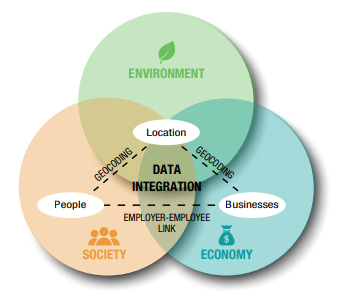 ENVIRONMENT
Location
GEOCODING
GEOCODING
DATA
INTEGRATION
People
Businesses
EMPLOYER-EMPLOYEE
LINK
SOCIETY
$
ECONOMY